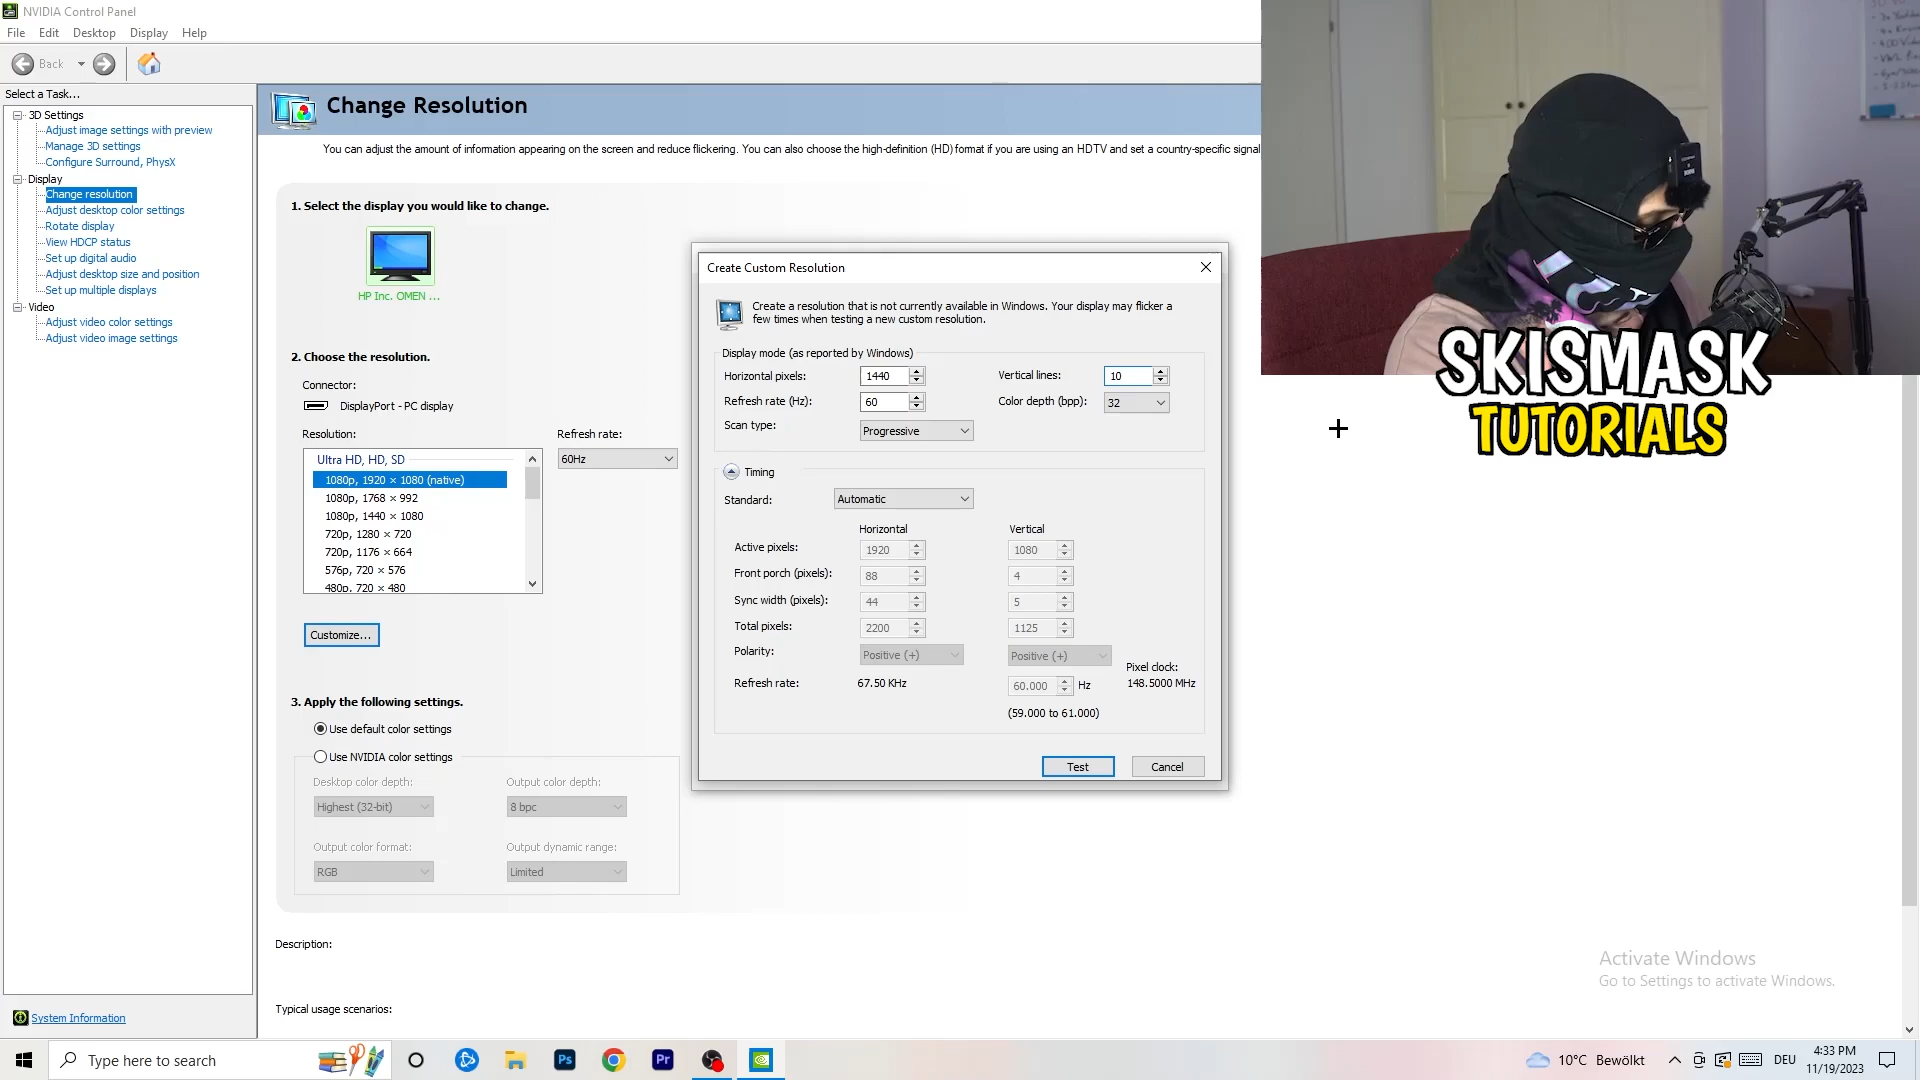 NVIDIA Control Panel
File Edit Desktop Display Help
Back
Select a Task...
3D Settings
Adjust image settings with preview
Manage 3D settings
Configure Surround, PhysX
Display
Change resolution
Adjust desktop color settings
Rotate display
View HDCP status
Set up digital audio
Adjust desktop size and position
Set up multiple displays
Video
Adjust video color settings
Adjust video image settings
System Information
Change Resolution
You can adjust the amount of information appearing on the screen and reduce flickering. You can also choose the high-definition (HD) format if you are using an HDTV and set a country-specific signal
1. Select the display you would like to change.
HP Inc. OMEN ...
2. Choose the resolution.
Connector:
DisplayPort - PC display
Resolution:
Refresh rate:
Ultra HD, HD, SD
60Hz
1080p, 1920 × 1080 (native)
1080p, 1768 × 992
1080p, 1440 × 1080
720p, 1280 × 720
720p, 1176 × 664
576p, 720 × 576
480p, 720 × 480
Customize...
3. Apply the following settings.
Use default color settings
Use NVIDIA color settings
Desktop color depth: Output color depth:
Highest (32-bit) 8 bpc
Output color format: Output dynamic range:
RGB Limited
Description:
Typical usage scenarios:
Create Custom Resolution
Create a resolution that is not currently available in Windows. Your display may flicker a
few times when testing a new custom resolution.
Display mode (as reported by Windows)
Horizontal pixels: 1440 Vertical lines: 10
Refresh rate (Hz): 60 Color depth (bpp): 32
Scan type: Progressive
Timing
Standard: Automatic
Horizontal Vertical
Active pixels: 1920 1080
Front porch (pixels): 88 4
Sync width (pixels): 44 5
Total pixels: 2200 1125
Polarity: Positive (+) Positive (+)
Pixel clock:
Refresh rate: 67.50 KHz 60.000 Hz 148.5000 MHz
(59.000 to 61.000)
Test Cancel
SKISMASK
TUTORIALS
Activate Windows
Go to Settings to activate Windows.
Type here to search
Ps
Pr
10°C Bewölkt
DEU
4:33 PM
11/19/2023